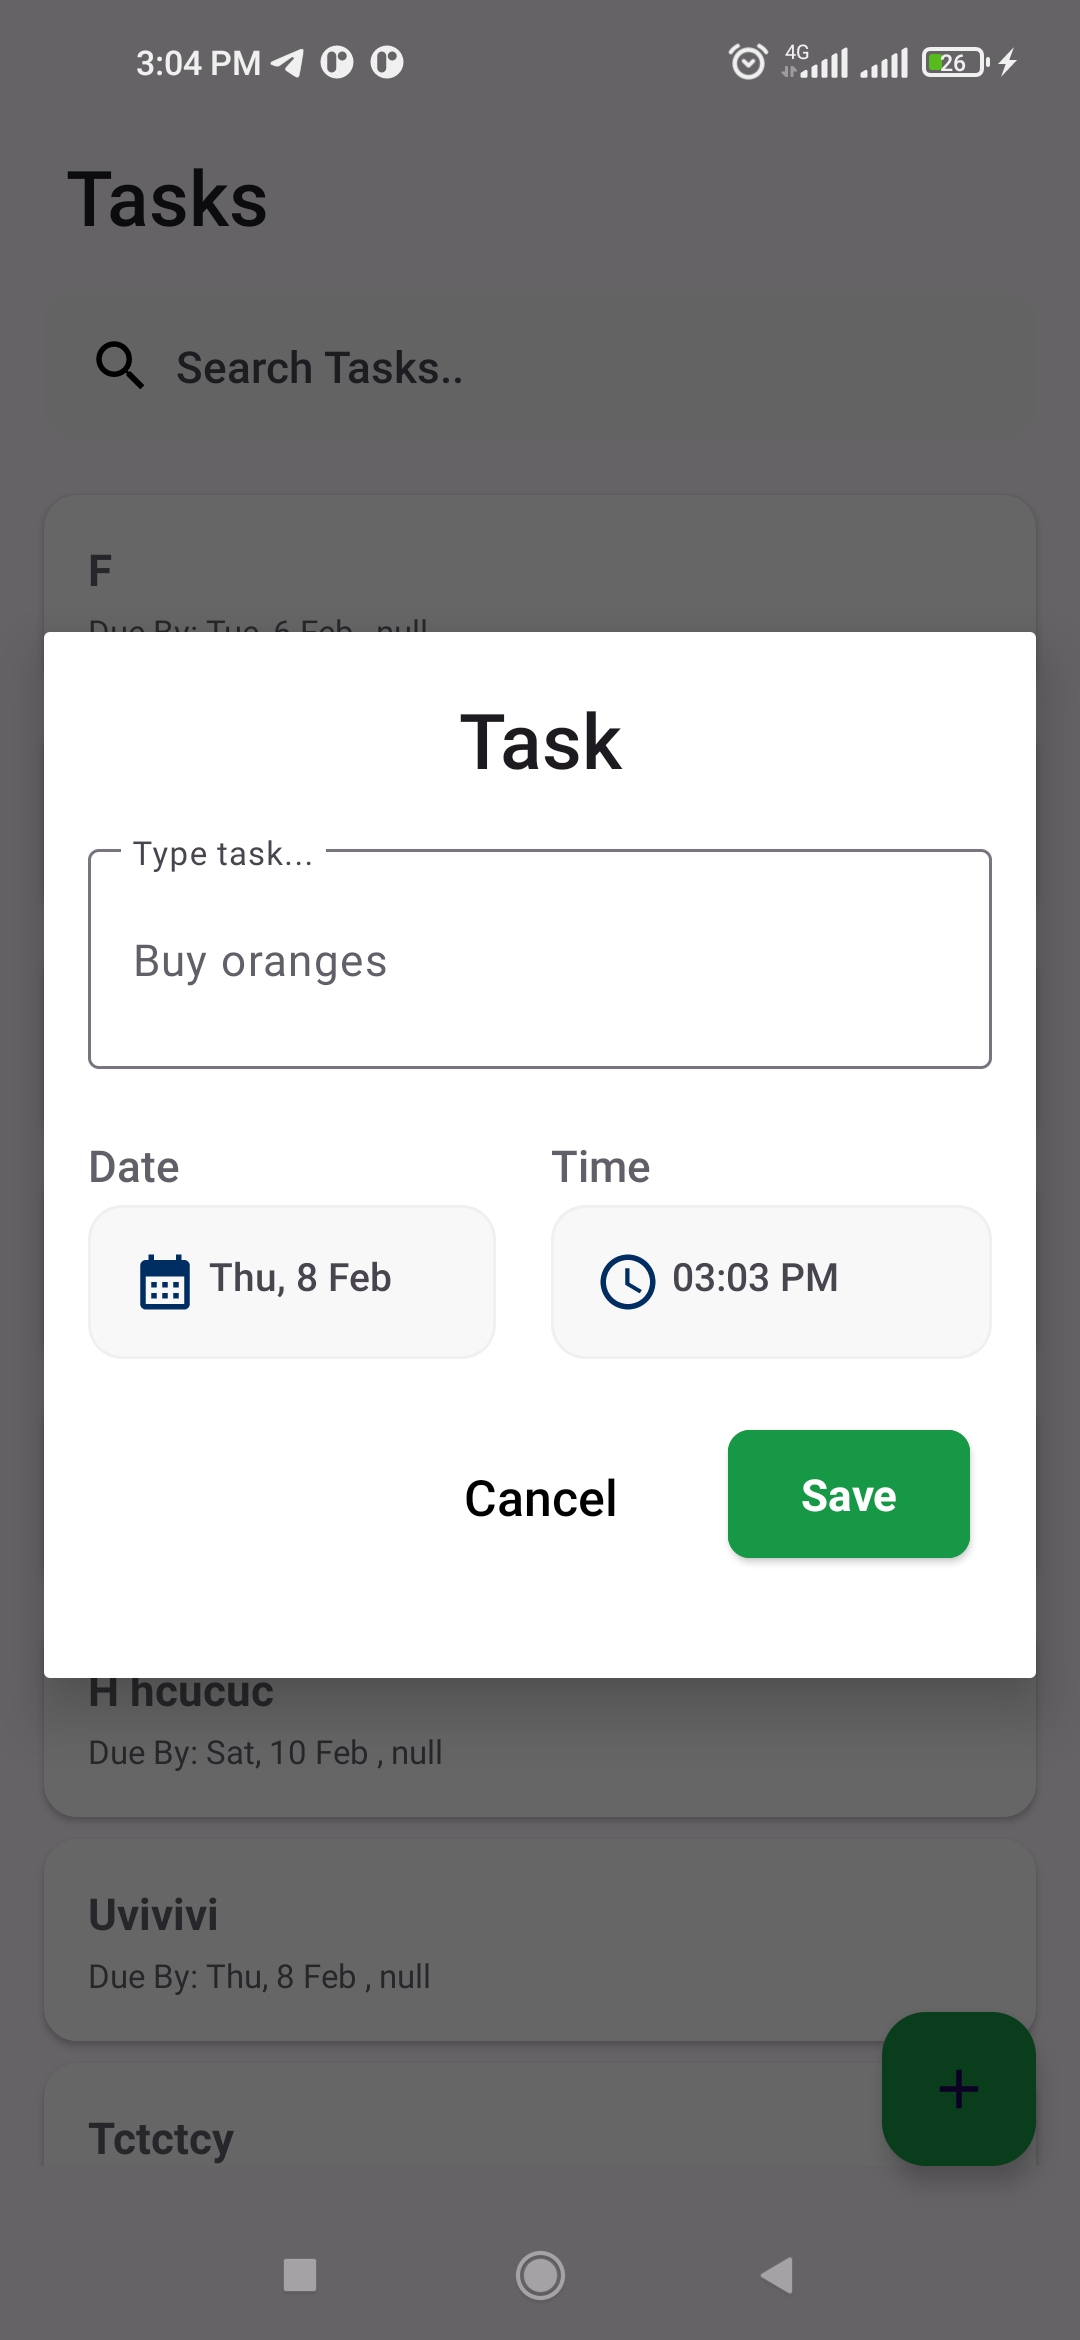 3:04 PM
4G
26
Tasks
Search Tasks..
F
Due By: Tue, 6 Feb , null
Task
Type task...
Buy oranges
Date
Time
Thu, 8 Feb
03:03 PM
Cancel
Save
H hcucuc
Due By: Sat, 10 Feb , null
Uvivivi
Due By: Thu, 8 Feb , null
Tctctcy